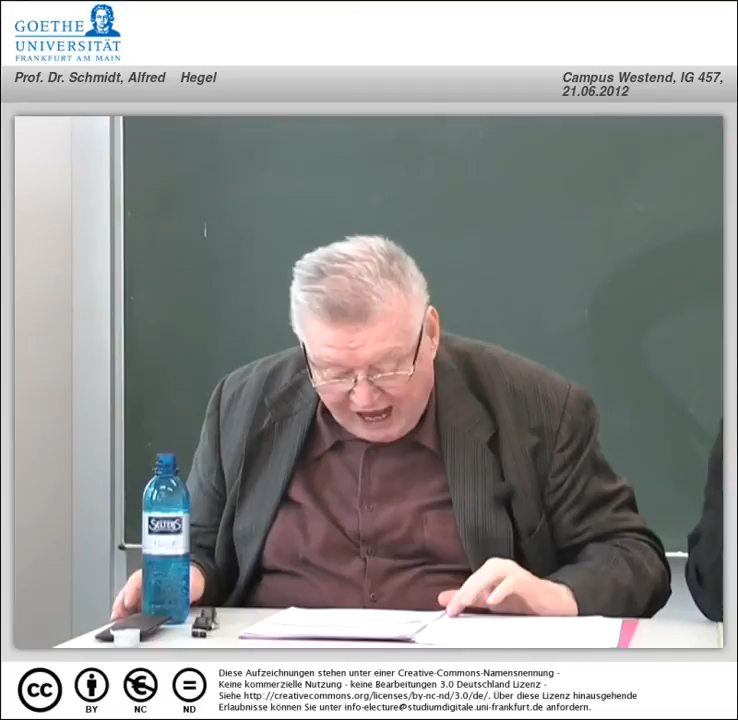 GOETHE
UNIVERSITÄT
FRANKFURT AM MAIN
Prof. Dr. Schmidt, Alfred Hegel
Campus Westend, IG 457,
21.06.2012
SELTERS
cc
BY
NC
ND
Diese Aufzeichnungen stehen unter einer Creative-Commons-Namensnennung -
Keine kommerzielle Nutzung - keine Bearbeitungen 3.0 Deutschland Lizenz -
Siehe http://creativecommons.org/licenses/by-nc-nd/3.0/de/. Über diese Lizenz hinausgehende
Erlaubnisse können Sie unter info-electure@studiumdigitale.uni-frankfurt.de anfordern.